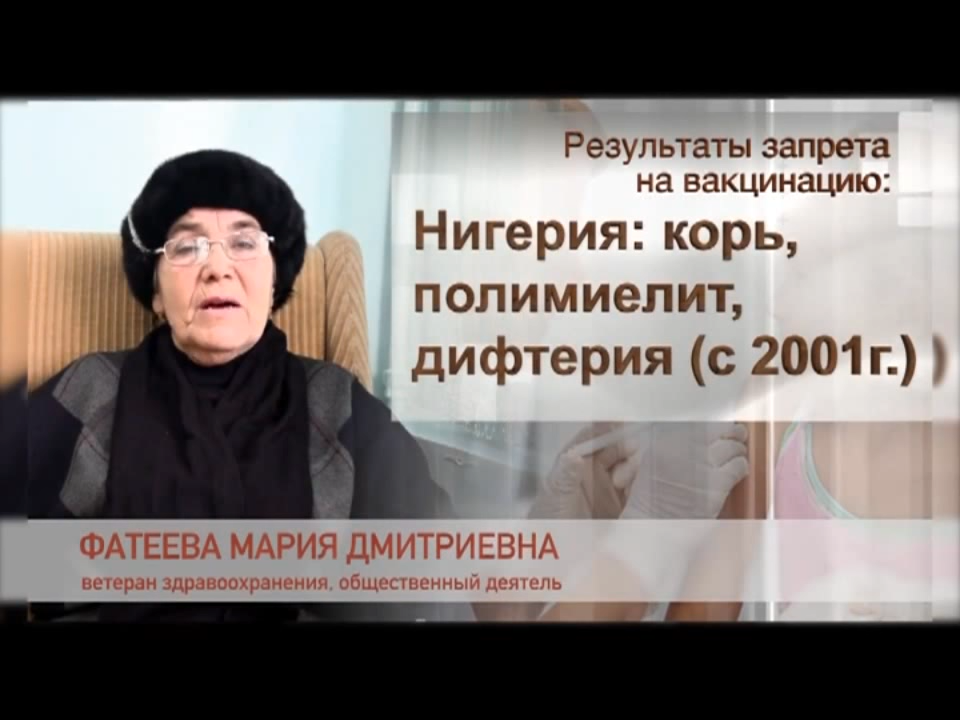 Результаты запрета
на вакцинацию:
Нигерия: корь,
полимиелит,
дифтерия (с 2001г.)
ФАТЕЕВА МАРИЯ ДМИТРИЕВНА
ветеран здравоохранения, общественный деятель